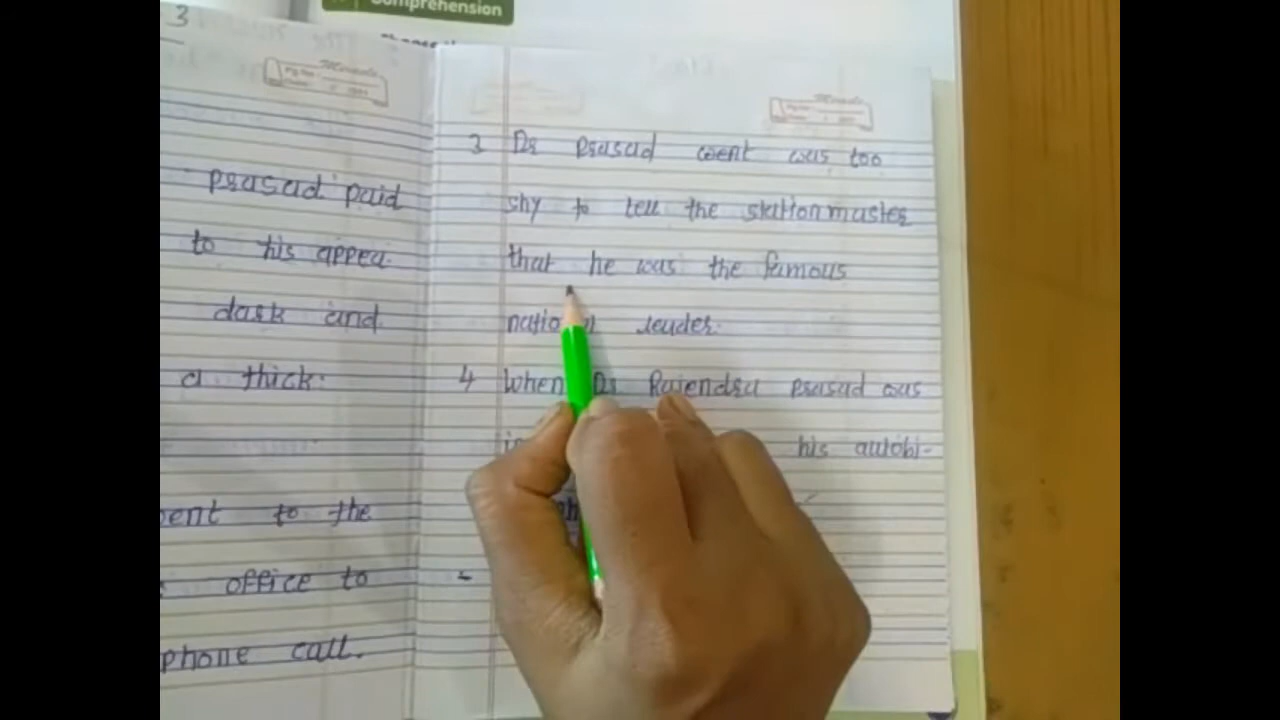 3
Comprehension
prasad paid
to his appea
dark and
a thick.
to the
office to
phone call.
3 Dr Prasad went was too
shy to tell the stationmaster
that he was the famous
leader.
4 When Dr Rajendra prasad was
his autobi-